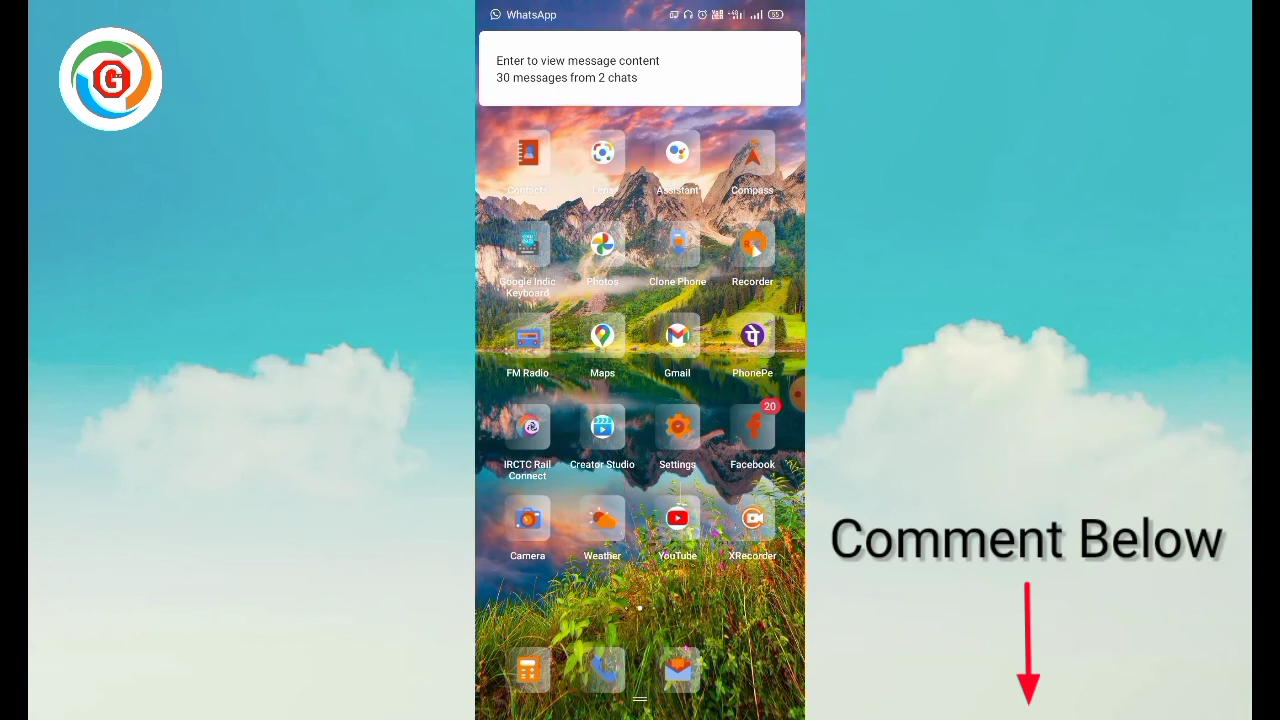 WhatsApp
55
Enter to view message content
30 messages from 2 chats
Contacts
Lens
Assistant
Compass
Google Indic
Keyboard
Photos
Clone Phone
Recorder
FM Radio
Maps
Gmail
PhonePe
20
IRCTC Rail
Connect
Creator Studio
Settings
Facebook
Camera
Weather
YouTube
XRecorder
Comment Below
G